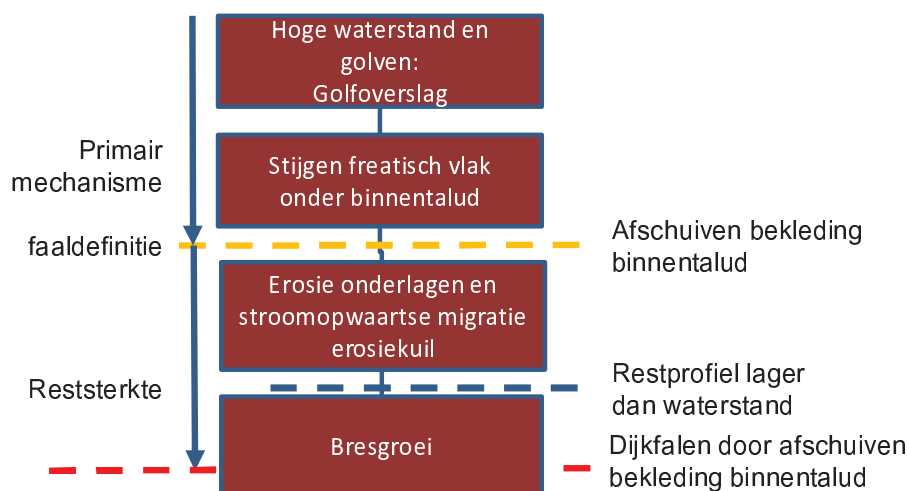 Hoge waterstand en
golven:
Golfoverslag
Primair
mechanisme
Stijgen freatisch vlak
onder binnentalud
faaldefinitie
Afschuiven bekleding
binnentalud
Erosie onderlagen en
stroomopwaartse migratie
erosiekuil
Reststerkte
Restprofiel lager
dan waterstand
Bresgroei
Dijkfalen door afschuiven
bekleding binnentalud